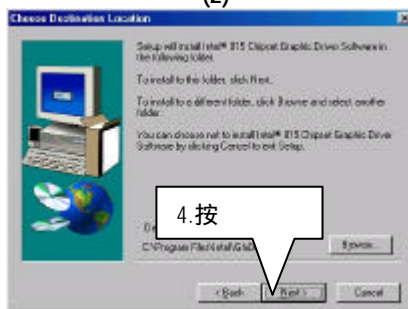 (2)
Choose Destination Location
Setup will install Intel® 815 Chipset Graphic Driver Software in
the following folder.
To install to this folder, click Next.
To install to a different folder, click Browse and select another
folder.
You can choose not to install Intel® 815 Chipset Graphic Driver
Software by clicking Cancel to exit Setup.
4.按
C:\Program Files\Intel\
Browse...
< Back
Next >
Cancel